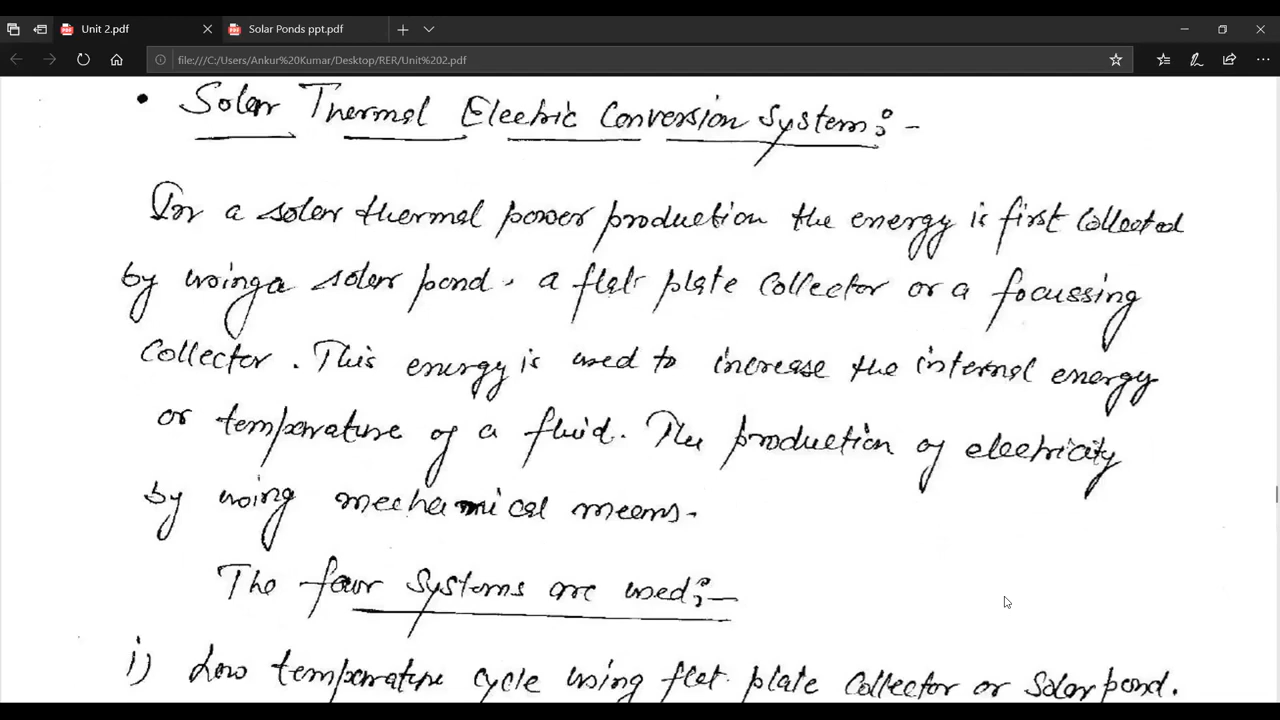 Unit 2.pdf
Solar Ponds ppt.pdf
file:///C:/Users/Ankur%20Kumar/Desktop/RER/Unit%202.pdf
• Solar Thermal Electric Conversion System:-
In a solar thermal power production the energy is first collected
by using a solar pond, a flat plate collector or a focussing
collector. This energy is used to increase the internal energy
or temperature of a fluid. The production of electricity
by using mechanical means.
The four systems are used:-
i) Low temperature cycle using flat plate collector or solar pond.